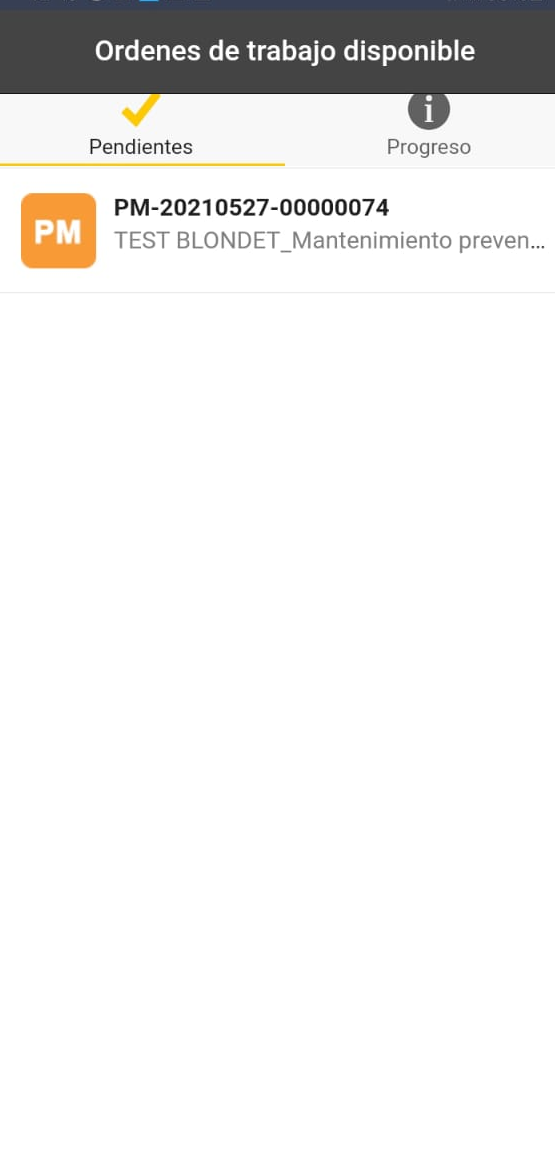 Ordenes de trabajo disponible
Pendientes
Progreso
PM
PM-20210527-00000074
TEST BLONDET_Mantenimiento preven...